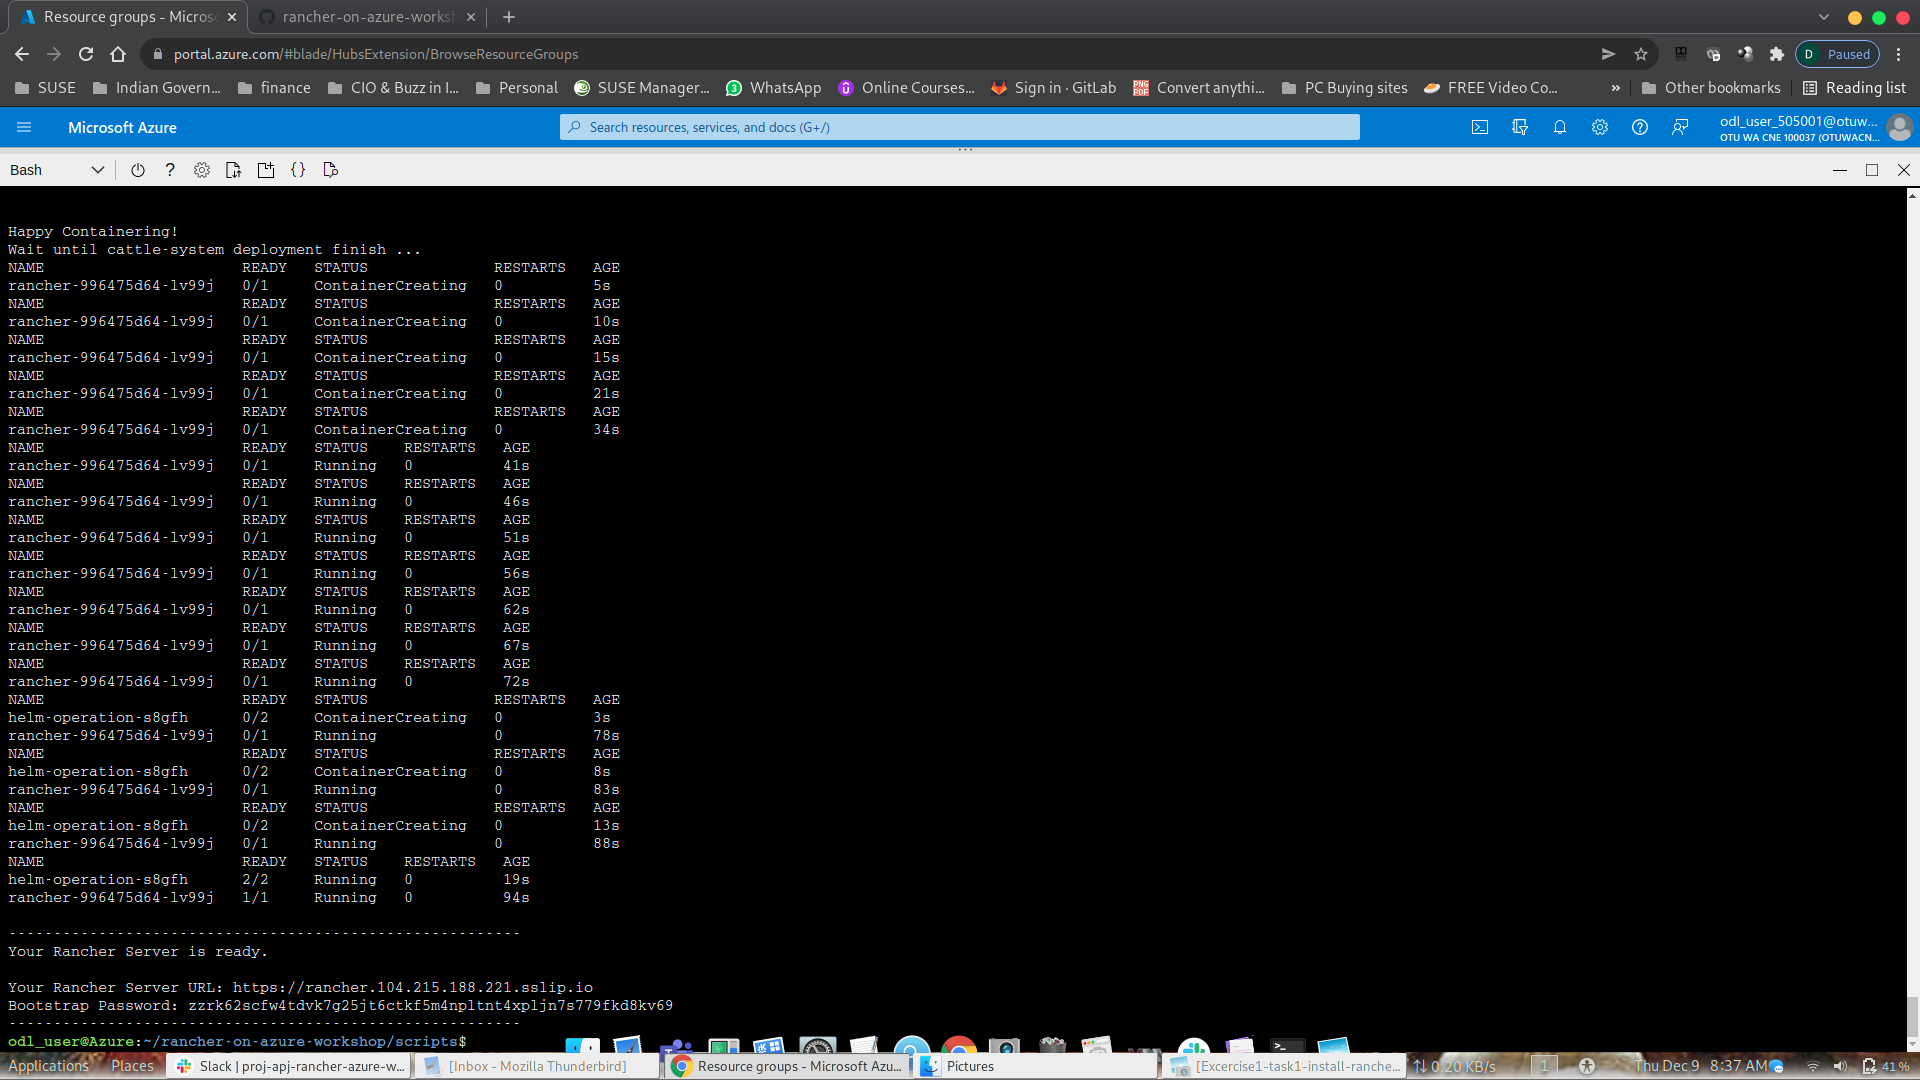 Resource groups - Micros
rancher-on-azure-worksh
portal.azure.com/#blade/HubsExtension/BrowseResourceGroups
D Paused
SUSE
Indian Govern...
finance
CIO & Buzz in I...
Personal
SUSE Manager...
WhatsApp
Online Courses...
Sign in · GitLab
Convert anythi...
PC Buying sites
FREE Video Co...
»
Other bookmarks
Reading list
Microsoft Azure
Search resources, services, and docs (G+/)
odl_user_505001@otuw...
OTU WA CNE 100037 (OTUWACN...
Bash
Happy Containering!
Wait until cattle-system deployment finish ...
NAME READY STATUS RESTARTS AGE
rancher-996475d64-lv99j 0/1 ContainerCreating 0 5s
NAME READY STATUS RESTARTS AGE
rancher-996475d64-lv99j 0/1 ContainerCreating 0 10s
NAME READY STATUS RESTARTS AGE
rancher-996475d64-lv99j 0/1 ContainerCreating 0 15s
NAME READY STATUS RESTARTS AGE
rancher-996475d64-lv99j 0/1 ContainerCreating 0 21s
NAME READY STATUS RESTARTS AGE
rancher-996475d64-lv99j 0/1 ContainerCreating 0 34s
NAME READY STATUS RESTARTS AGE
rancher-996475d64-lv99j 0/1 Running 0 41s
NAME READY STATUS RESTARTS AGE
rancher-996475d64-lv99j 0/1 Running 0 46s
NAME READY STATUS RESTARTS AGE
rancher-996475d64-lv99j 0/1 Running 0 51s
NAME READY STATUS RESTARTS AGE
rancher-996475d64-lv99j 0/1 Running 0 56s
NAME READY STATUS RESTARTS AGE
rancher-996475d64-lv99j 0/1 Running 0 62s
NAME READY STATUS RESTARTS AGE
rancher-996475d64-lv99j 0/1 Running 0 67s
NAME READY STATUS RESTARTS AGE
rancher-996475d64-lv99j 0/1 Running 0 72s
NAME READY STATUS RESTARTS AGE
helm-operation-s8gfh 0/2 ContainerCreating 0 3s
rancher-996475d64-lv99j 0/1 Running 0 78s
NAME READY STATUS RESTARTS AGE
helm-operation-s8gfh 0/2 ContainerCreating 0 8s
rancher-996475d64-lv99j 0/1 Running 0 83s
NAME READY STATUS RESTARTS AGE
helm-operation-s8gfh 0/2 ContainerCreating 0 13s
rancher-996475d64-lv99j 0/1 Running 0 88s
NAME READY STATUS RESTARTS AGE
helm-operation-s8gfh 2/2 Running 0 19s
rancher-996475d64-lv99j 1/1 Running 0 94s
---------------------------------------------------------
Your Rancher Server is ready.
Your Rancher Server URL: https://rancher.104.215.188.221.sslip.io
Bootstrap Password: zzrk62scfw4tdvk7g25jt6ctkf5m4npltnt4xpljn7s779fkd8kv69
---------------------------------------------------------
odl_user@Azure:~/rancher-on-azure-workshop/scripts$
Applications
Places
Slack | proj-apj-rancher-azure-w...
[Inbox - Mozilla Thunderbird]
Resource groups - Microsoft Azu...
Pictures
[Excercise1-task1-install-ranche...
0.20 KB/s
1
Thu Dec 9 8:37 AM
41 %